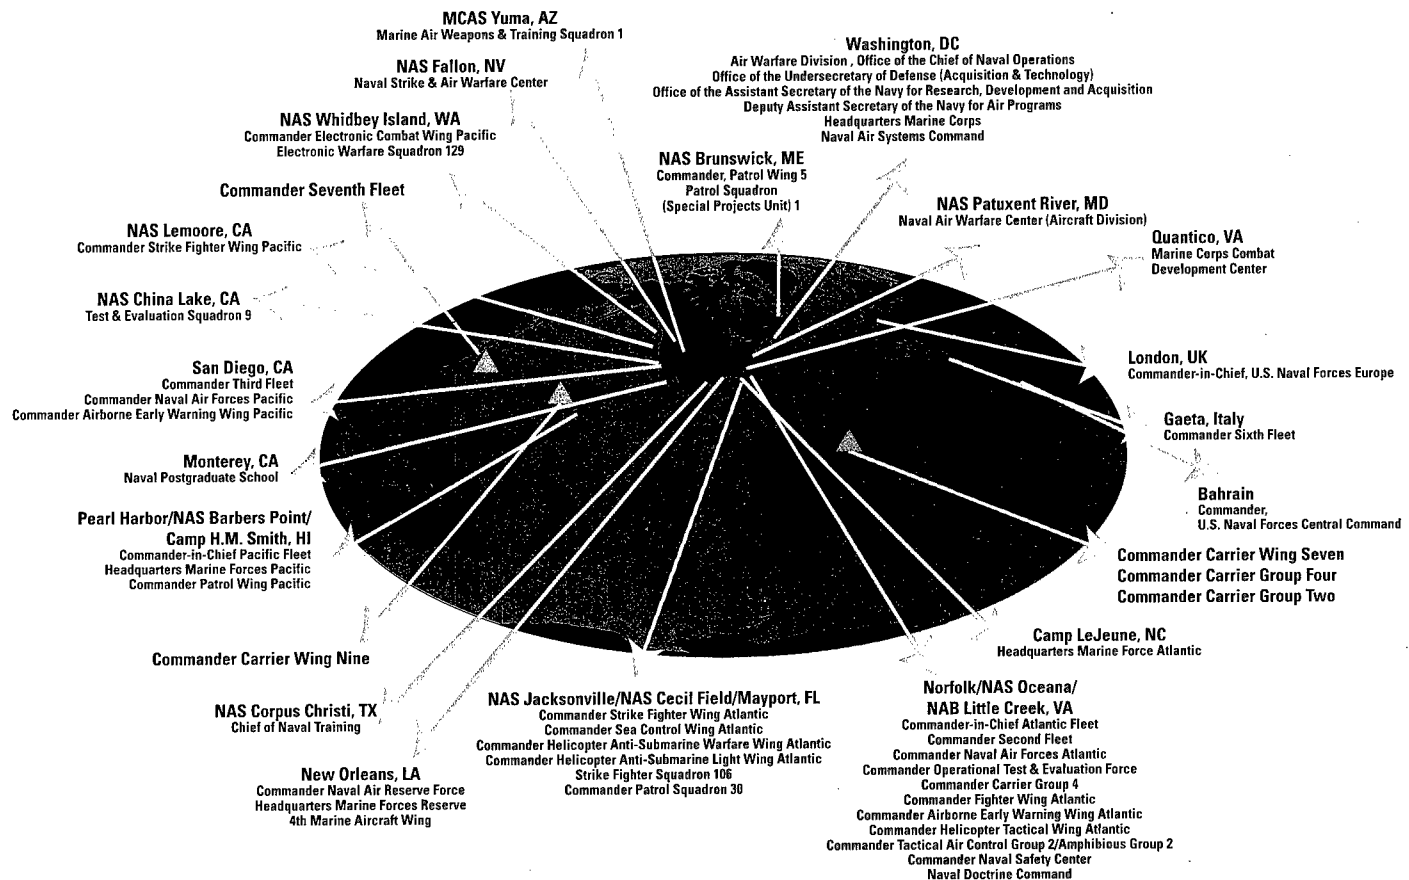 MCAS Yuma, AZ
Marine Air Weapons & Training Squadron 1
NAS Fallon, NV
Naval Strike & Air Warfare Center
NAS Whidbey Island, WA
Commander Electronic Combat Wing Pacific
Electronic Warfare Squadron 129
Commander Seventh Fleet
NAS Lemoore, CA
Commander Strike Fighter Wing Pacific
NAS China Lake, CA
Test & Evaluation Squadron 9
San Diego, CA
Commander Third Fleet
Commander Naval Air Forces Pacific
Commander Airborne Early Warning Wing Pacific
Monterey, CA
Naval Postgraduate School
Pearl Harbor/NAS Barbers Point/
Camp H.M. Smith, HI
Commander-in-Chief Pacific Fleet
Headquarters Marine Forces Pacific
Commander Patrol Wing Pacific
Commander Carrier Wing Nine
NAS Corpus Christi, TX
Chief of Naval Training
New Orleans, LA
Commander Naval Air Reserve Force
Headquarters Marine Forces Reserve
4th Marine Aircraft Wing
NAS Jacksonville/NAS Cecil Field/Mayport, FL
Commander Strike Fighter Wing Atlantic
Commander Sea Control Wing Atlantic
Commander Helicopter Anti-Submarine Warfare Wing Atlantic
Commander Helicopter Anti-Submarine Light Wing Atlantic
Strike Fighter Squadron 106
Commander Patrol Squadron 30
Washington, DC
Air Warfare Division , Office of the Chief of Naval Operations
Office of the Undersecretary of Defense (Acquisition & Technology)
Office of the Assistant Secretary of the Navy for Research, Development and Acquisition
Deputy Assistant Secretary of the Navy for Air Programs
Headquarters Marine Corps
Naval Air Systems Command
NAS Brunswick, ME
Commander, Patrol Wing 5
Patrol Squadron
(Special Projects Unit) 1
NAS Patuxent River, MD
Naval Air Warfare Center (Aircraft Division)
Quantico, VA
Marine Corps Combat
Development Center
London, UK
Commander-in-Chief, U.S. Naval Forces Europe
Gaeta, Italy
Commander Sixth Fleet
Bahrain
Commander,
U.S. Naval Forces Central Command
Commander Carrier Wing Seven
Commander Carrier Group Four
Commander Carrier Group Two
Camp LeJeune, NC
Headquarters Marine Force Atlantic
Norfolk/NAS Oceana/
NAB Little Creek, VA
Commander-in-Chief Atlantic Fleet
Commander Second Fleet
Commander Naval Air Forces Atlantic
Commander Operational Test & Evaluation Force
Commander Carrier Group 4
Commander Fighter Wing Atlantic
Commander Airborne Early Warning Wing Atlantic
Commander Helicopter Tactical Wing Atlantic
Commander Tactical Air Control Group 2/Amphibious Group 2
Commander Naval Safety Center
Naval Doctrine Command